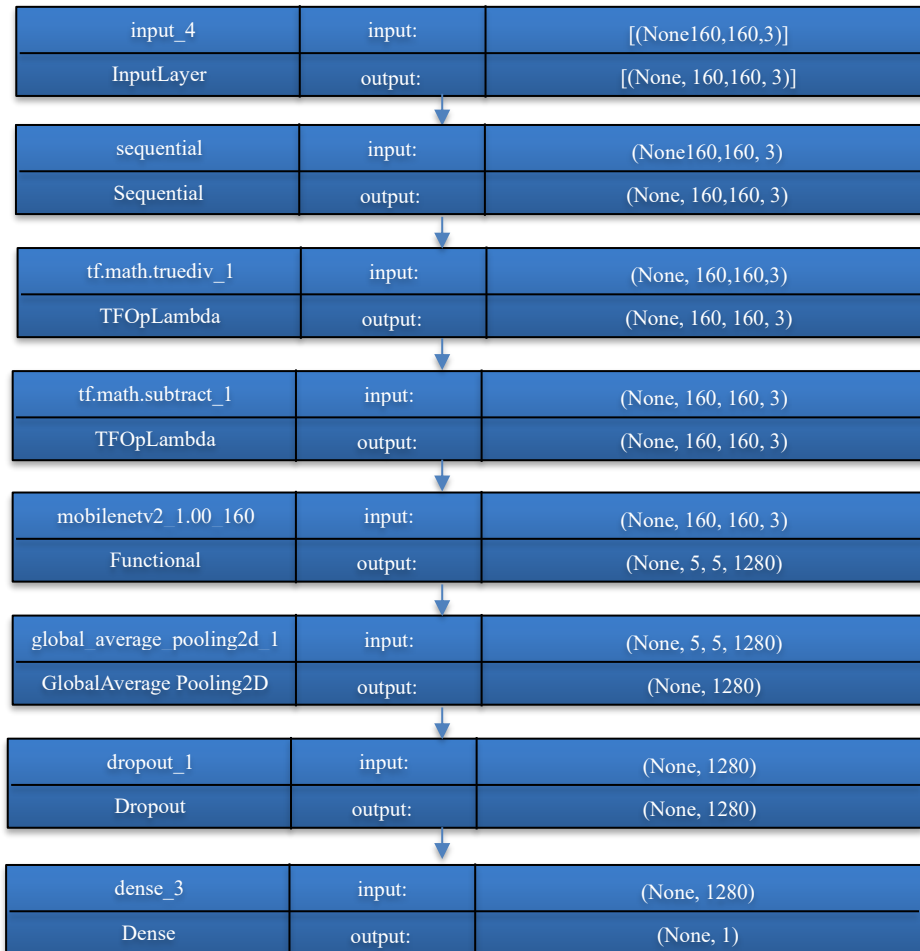 input_4 input: [(None160,160,3)]
InputLayer output: [(None, 160,160, 3)]
sequential input: (None160,160, 3)
Sequential output: (None, 160,160, 3)
tf.math.truediv_1 input: (None, 160,160,3)
TFOpLambda output: (None, 160, 160, 3)
tf.math.subtract_1 input: (None, 160, 160, 3)
TFOpLambda output: (None, 160, 160, 3)
mobilenetv2_1.00_160 input: (None, 160, 160, 3)
Functional output: (None, 5, 5, 1280)
global_average_pooling2d_1 input: (None, 5, 5, 1280)
GlobalAverage Pooling2D output: (None, 1280)
dropout_1 input: (None, 1280)
Dropout output: (None, 1280)
dense_3 input: (None, 1280)
Dense output: (None, 1)